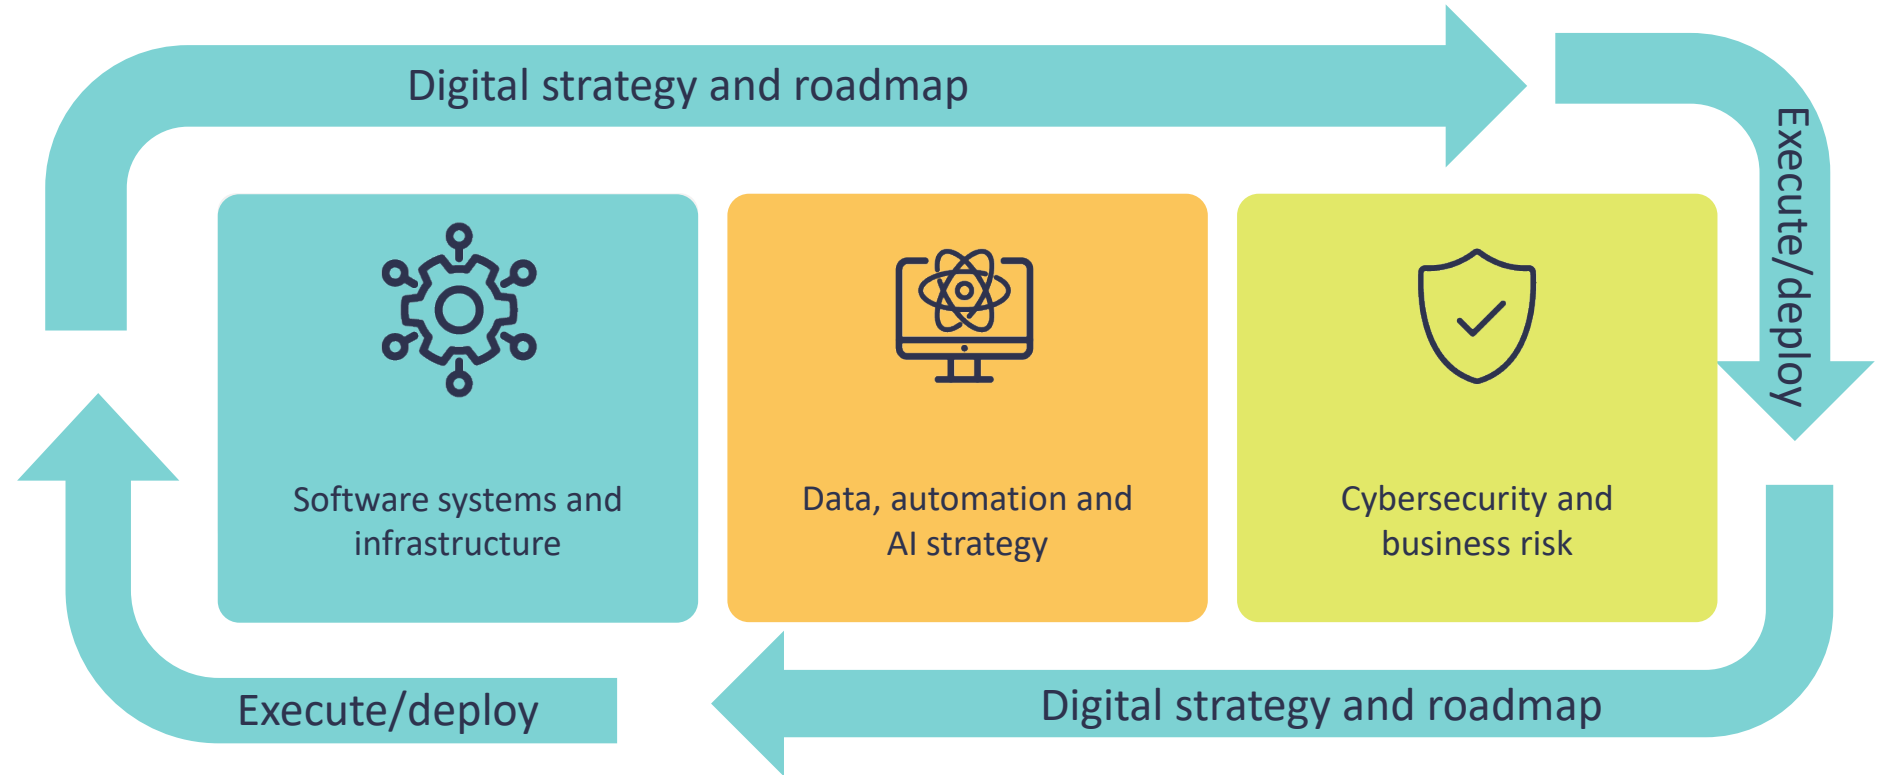 Digital strategy and roadmap
Execute/deploy
Software systems and
infrastructure
Data, automation and
AI strategy
Cybersecurity and
business risk
Execute/deploy
Digital strategy and roadmap